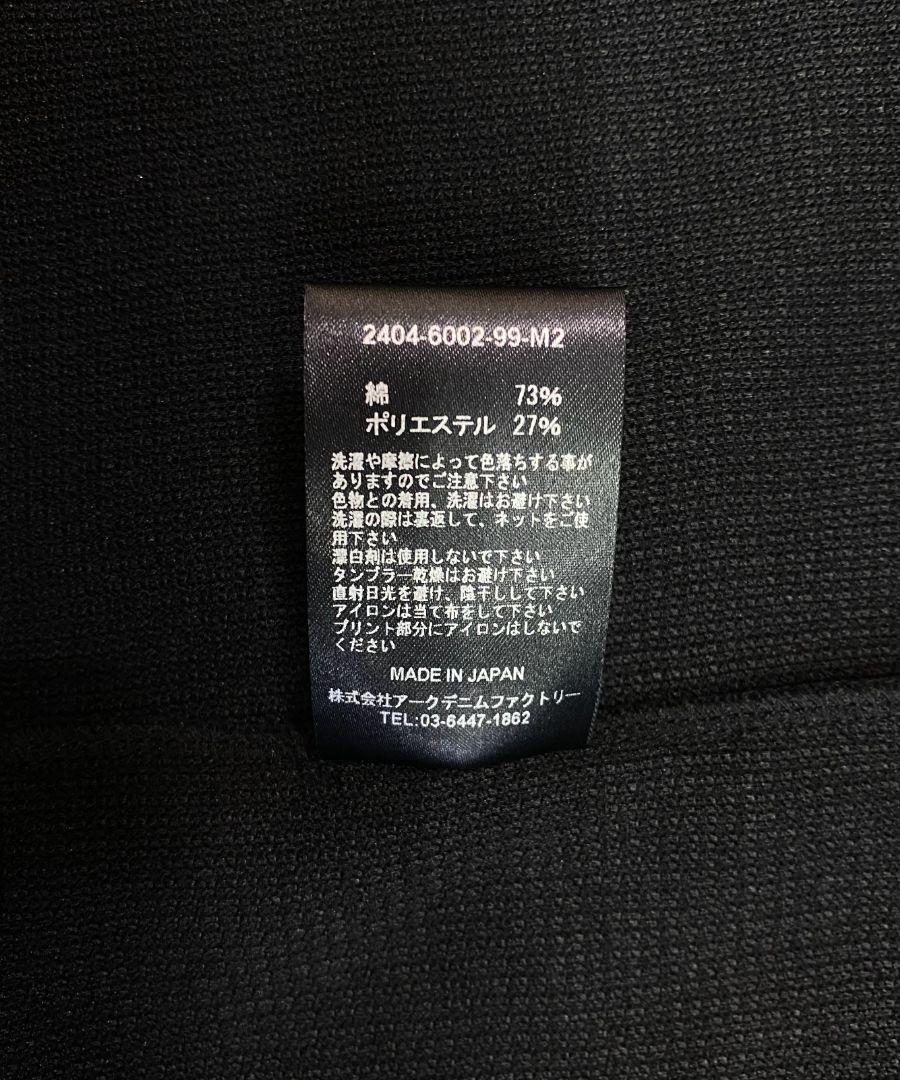 2404-6002-99-M2
綿 73%
ポリエステル 27%
洗濯や摩擦によって色落ちする事が
ありますのでご注意下さい
色物との着用、洗濯はお避け下さい
洗濯の際は裏返して、ネットをご使
用下さい
漂白剤は使用しないで下さい
タンブラー乾燥はお避け下さい
直射日光を避け、陰干しして下さい
アイロンは当て布をして下さい
プリント部分にアイロンはしないで
ください
MADE IN JAPAN
株式会社アークデニムファクトリー
TEL:03-6447-1862